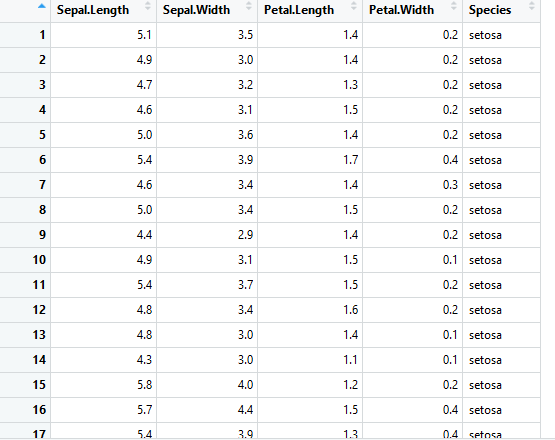 Sepal.Length Sepal.Width Petal.Length Petal.Width Species
1 5.1 3.5 1.4 0.2 setosa
2 4.9 3.0 1.4 0.2 setosa
3 4.7 3.2 1.3 0.2 setosa
4 4.6 3.1 1.5 0.2 setosa
5 5.0 3.6 1.4 0.2 setosa
6 5.4 3.9 1.7 0.4 setosa
7 4.6 3.4 1.4 0.3 setosa
8 5.0 3.4 1.5 0.2 setosa
9 4.4 2.9 1.4 0.2 setosa
10 4.9 3.1 1.5 0.1 setosa
11 5.4 3.7 1.5 0.2 setosa
12 4.8 3.4 1.6 0.2 setosa
13 4.8 3.0 1.4 0.1 setosa
14 4.3 3.0 1.1 0.1 setosa
15 5.8 4.0 1.2 0.2 setosa
16 5.7 4.4 1.5 0.4 setosa
17 5.4 3.9 1.3 0.4 setosa